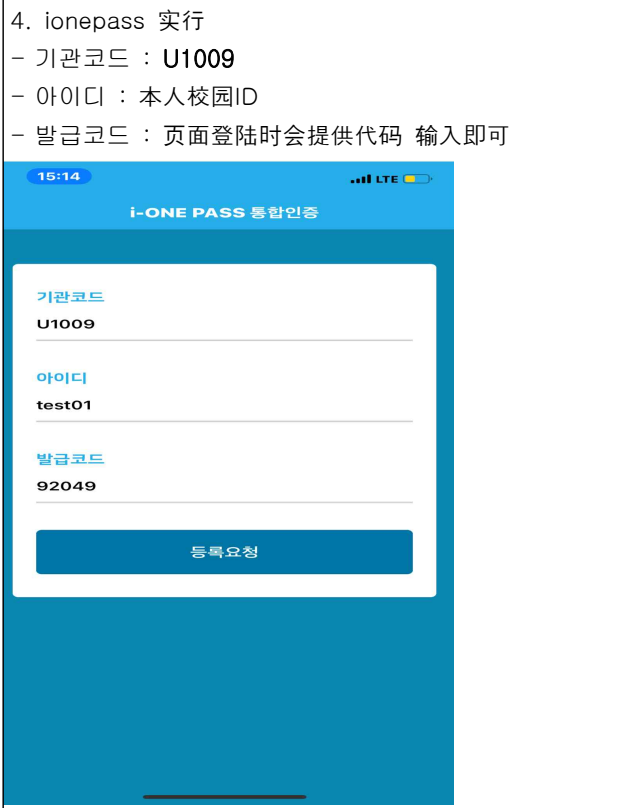 4. ionepass 实行
- 기관코드 : U1009
- 아이디 : 本人校园ID
- 발급코드 : 页面登陆时会提供代码 输入即可
15:14
LTE
i-ONE PASS 통합인증
기관코드
U1009
아이디
test01
발급코드
92049
등록요청